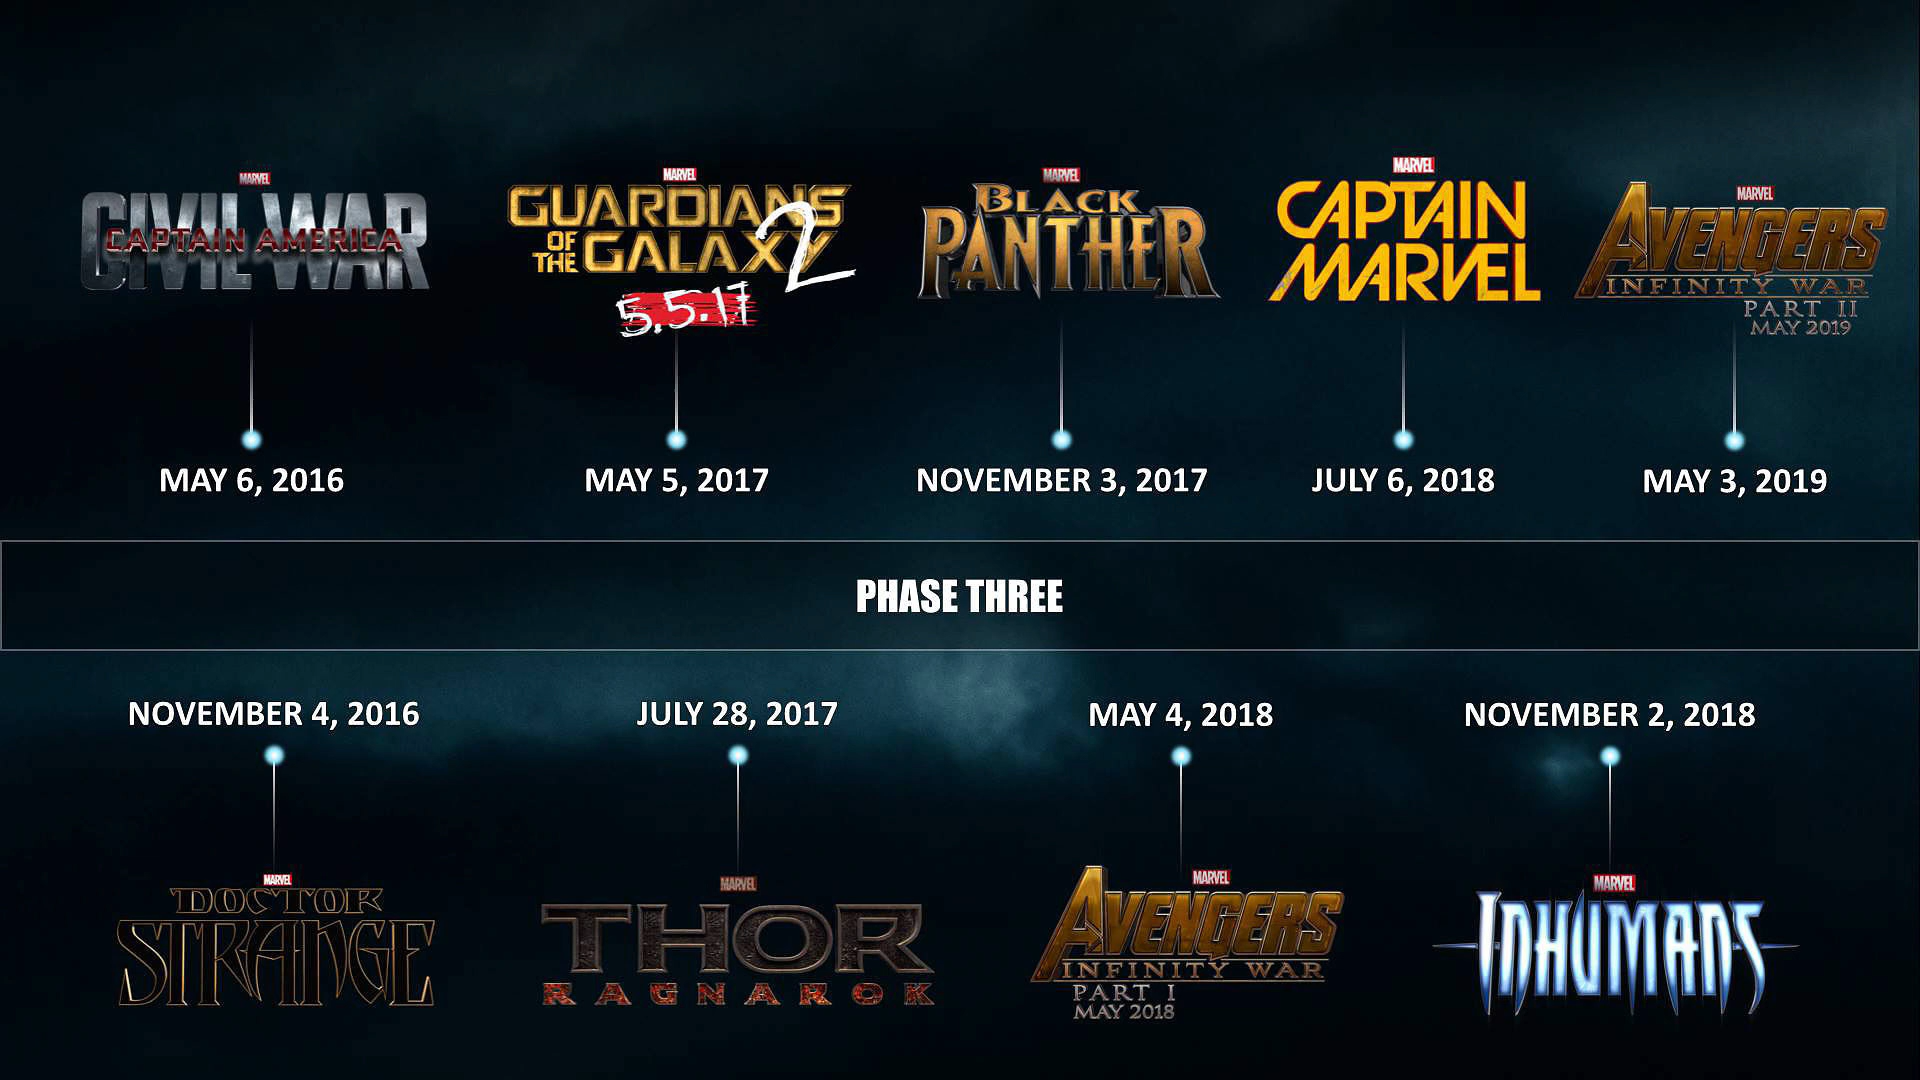 MARVEL
CIVIL WAR
CAPTAIN AMERICA
MAY 6, 2016
MARVEL
GUARDIANS
OF THE GALAXY 2
5.5.17
MAY 5, 2017
MARVEL
BLACK
PANTHER
NOVEMBER 3, 2017
MARVEL
CAPTAIN
MARVEL
JULY 6, 2018
MARVEL
AVENGERS
INFINITY WAR
PART II
MAY 2019
MAY 3, 2019
PHASE THREE
NOVEMBER 4, 2016
MARVEL
DOCTOR
STRANGE
JULY 28, 2017
MARVEL
THOR
RAGNAROK
MAY 4, 2018
MARVEL
AVENGERS
INFINITY WAR
PART I
MAY 2018
NOVEMBER 2, 2018
MARVEL
INHUMANS